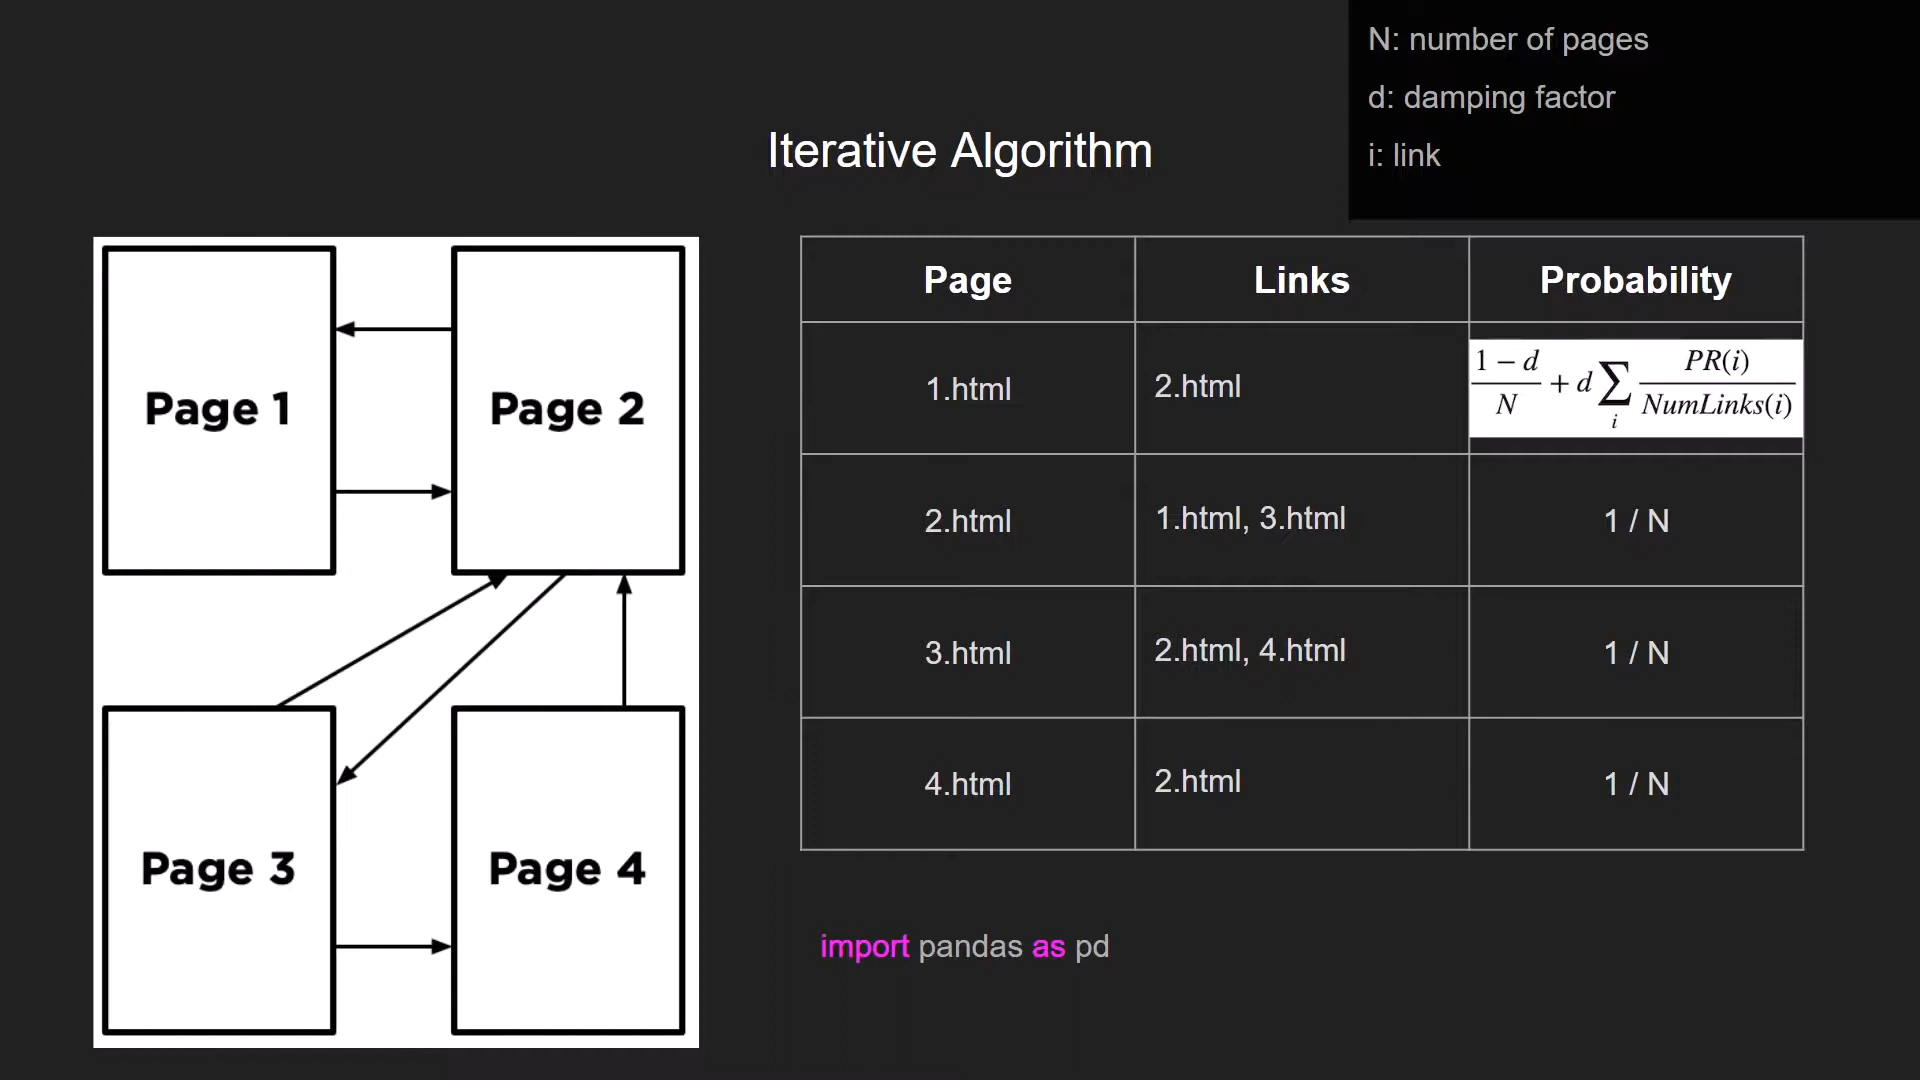 N: number of pages
d: damping factor
i: link
Iterative Algorithm
Page 1
Page 2
Page 3
Page 4
Page Links Probability
1.html 2.html 1 − d / N + d ∑ i PR(i) / NumLinks(i)
2.html 1.html, 3.html 1 / N
3.html 2.html, 4.html 1 / N
4.html 2.html 1 / N
import pandas as pd